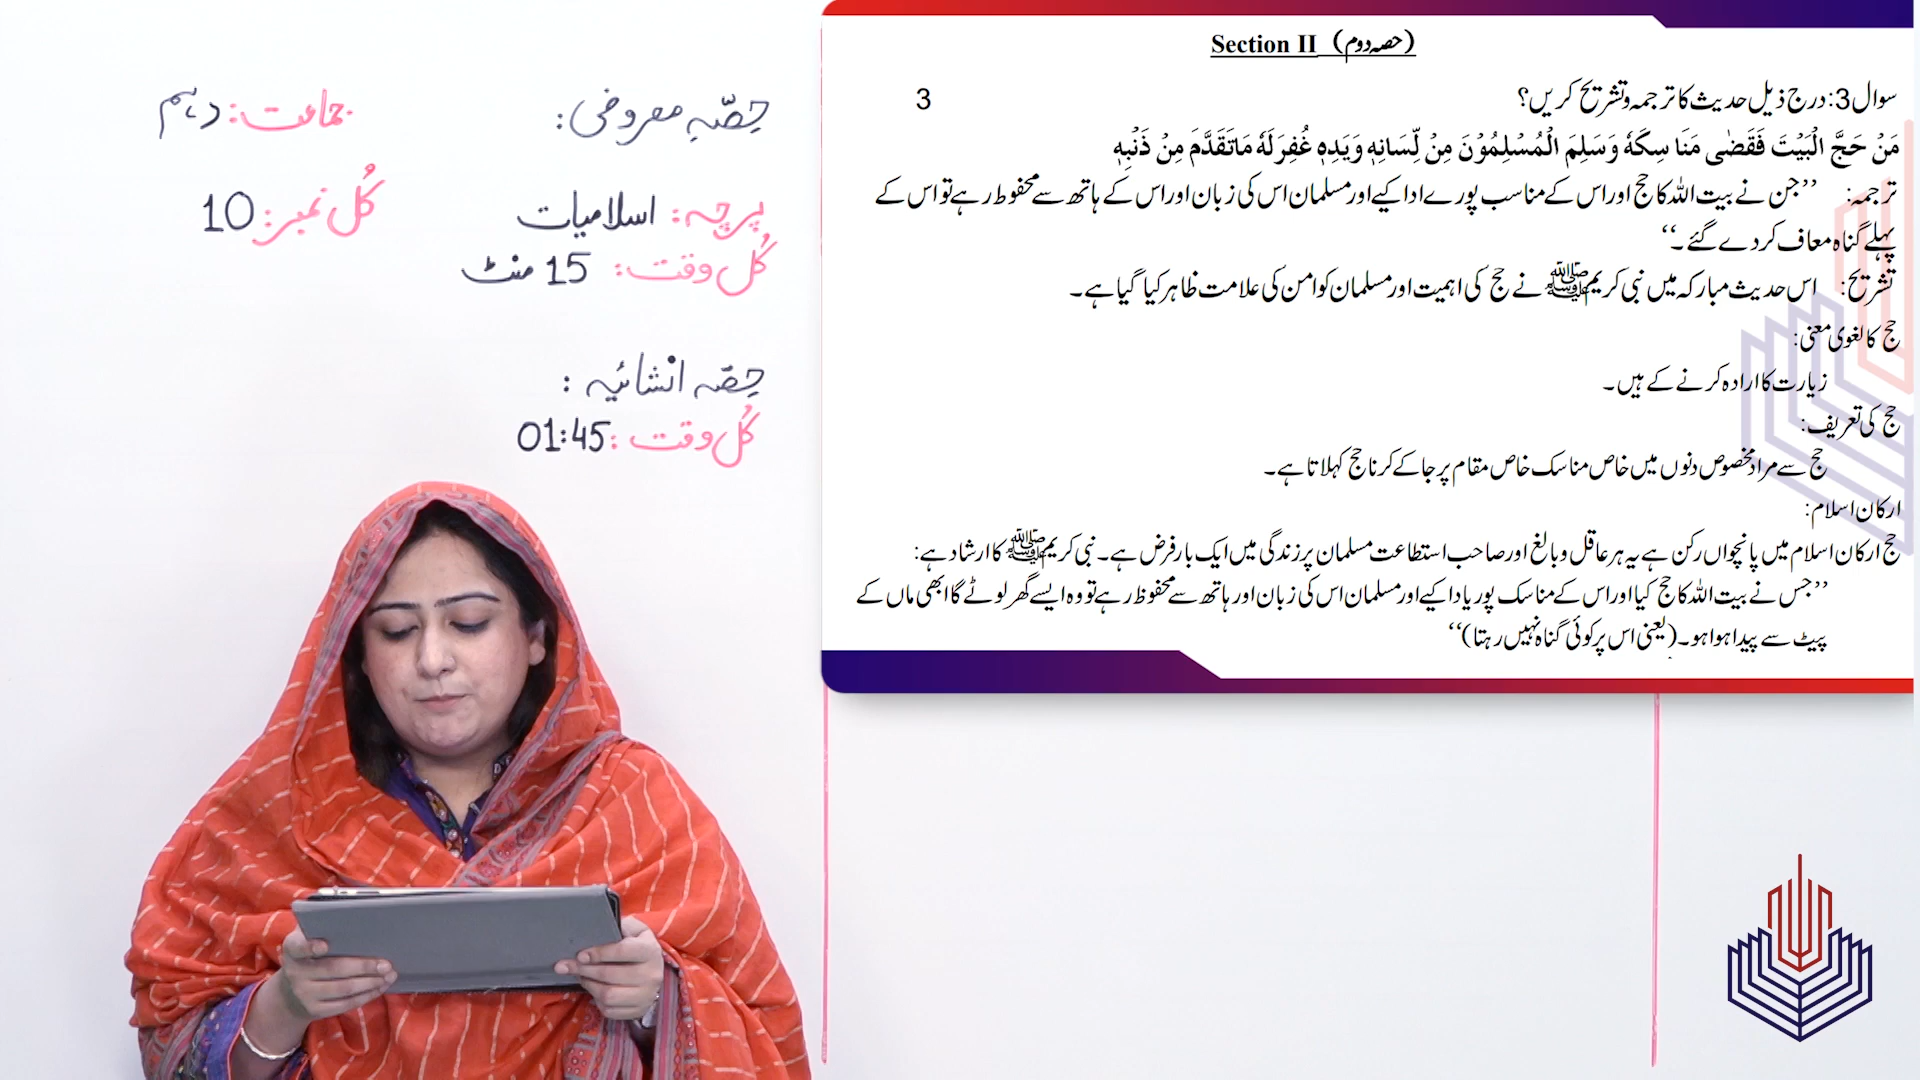 حصّہ معروضی:
جماعت: دہم
پرچہ: اسلامیات
کُل نمبر: 10
کُل وقت: 15 منٹ
حصّہ انشائیہ :
کُل وقت: 01:45
Section II (حصہ دوم)
سوال 3: درج ذیل حدیث کا ترجمہ و تشریح کریں؟ 3
مَنْ حَجَّ الْبَيْتَ فَقَضٰى مَنَا سِكَهٗ وَسَلِمَ الْمُسْلِمُوْنَ مِنْ لِّسَانِهٖ وَيَدِهٖ غُفِرَلَهٗ مَاتَقَدَّمَ مِنْ ذَنْبِهٖ
ترجمہ: ’’جن نے بیت اللہ کا حج اور اس کے مناسب پورے ادا کیے اور مسلمان اس کی زبان اور اس کے ہاتھ سے محفوط رہے تو اس کے
پہلے گناہ معاف کر دے گئے۔‘‘
تشریح: اس حدیث مبارکہ میں نبی کریم ﷺ نے حج کی اہمیت اور مسلمان کو امن کی علامت ظاہر کیا گیا ہے۔
حج کا لغوی معنی:
زیارت کا ارادہ کرنے کے ہیں۔
حج کی تعریف:
حج سے مراد مخصوص دنوں میں خاص مناسک خاص مقام پر جا کے کرنا حج کہلاتا ہے۔
ارکان اسلام:
حج ارکان اسلام میں پانچواں رکن ہے یہ ہر عاقل و بالغ اور صاحب استطاعت مسلمان پر زندگی میں ایک بار فرض ہے۔ نبی کریم ﷺ کا ارشاد ہے:
’’جس نے بیت اللہ کا حج کیا اور اس کے مناسک پور یادا کیے اور مسلمان اس کی زبان اور ہاتھ سے محفوظ رہے تو وہ ایسے گھر لوٹے گا ابھی ماں کے
پیٹ سے پیدا ہوا ہو۔ (یعنی اس پر کوئی گناہ نہیں رہتا)‘‘